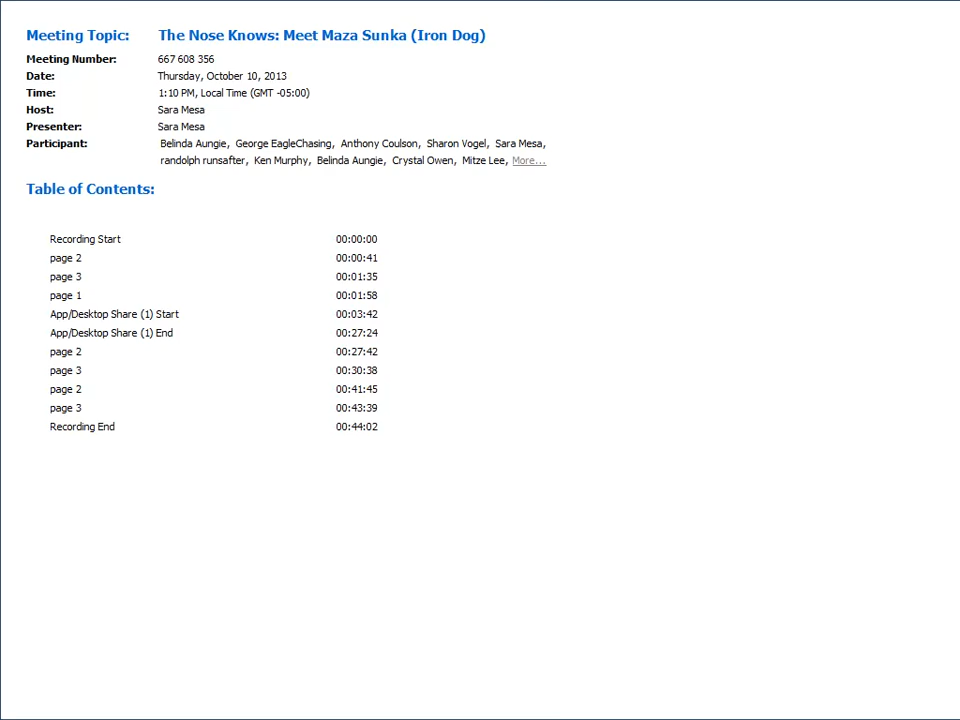 Meeting Topic: The Nose Knows: Meet Maza Sunka (Iron Dog)
Meeting Number: 667 608 356
Date: Thursday, October 10, 2013
Time: 1:10 PM, Local Time (GMT -05:00)
Host: Sara Mesa
Presenter: Sara Mesa
Participant: Belinda Aungie, George EagleChasing, Anthony Coulson, Sharon Vogel, Sara Mesa,
randolph runsafter, Ken Murphy, Belinda Aungie, Crystal Owen, Mitze Lee, More...
Table of Contents:
Recording Start 00:00:00
page 2 00:00:41
page 3 00:01:35
page 1 00:01:58
App/Desktop Share (1) Start 00:03:42
App/Desktop Share (1) End 00:27:24
page 2 00:27:42
page 3 00:30:38
page 2 00:41:45
page 3 00:43:39
Recording End 00:44:02